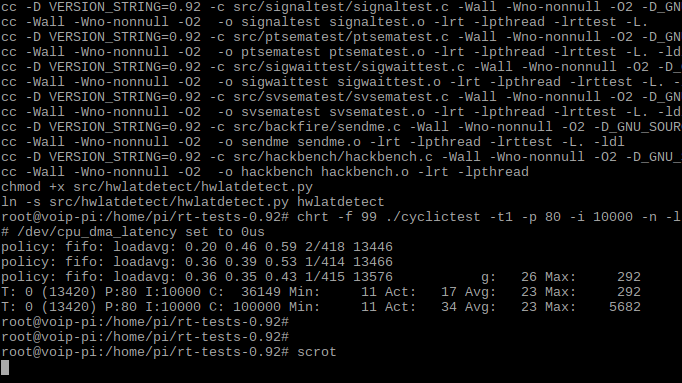 cc -D VERSION_STRING=0.92 -c src/signaltest/signaltest.c -Wall -Wno-nonnull -O2 -D_GN
cc -Wall -Wno-nonnull -O2  -o signaltest signaltest.o -lrt -lpthread -lrttest -L.
cc -D VERSION_STRING=0.92 -c src/ptsematest/ptsematest.c -Wall -Wno-nonnull -O2 -D_GN
cc -Wall -Wno-nonnull -O2  -o ptsematest ptsematest.o -lrt -lpthread -lrttest -L. -ld
cc -D VERSION_STRING=0.92 -c src/sigwaittest/sigwaittest.c -Wall -Wno-nonnull -O2 -D_
cc -Wall -Wno-nonnull -O2  -o sigwaittest sigwaittest.o -lrt -lpthread -lrttest -L. -
cc -D VERSION_STRING=0.92 -c src/svsematest/svsematest.c -Wall -Wno-nonnull -O2 -D_GN
cc -Wall -Wno-nonnull -O2  -o svsematest svsematest.o -lrt -lpthread -lrttest -L. -ld
cc -D VERSION_STRING=0.92 -c src/backfire/sendme.c -Wall -Wno-nonnull -O2 -D_GNU_SOUR
cc -Wall -Wno-nonnull -O2  -o sendme sendme.o -lrt -lpthread -lrttest -L. -ldl
cc -D VERSION_STRING=0.92 -c src/hackbench/hackbench.c -Wall -Wno-nonnull -O2 -D_GNU_
cc -Wall -Wno-nonnull -O2  -o hackbench hackbench.o -lrt -lpthread
chmod +x src/hwlatdetect/hwlatdetect.py
ln -s src/hwlatdetect/hwlatdetect.py hwlatdetect
root@voip-pi:/home/pi/rt-tests-0.92# chrt -f 99 ./cyclictest -t1 -p 80 -i 10000 -n -l
# /dev/cpu_dma_latency set to 0us
policy: fifo: loadavg: 0.20 0.46 0.59 2/418 13446
policy: fifo: loadavg: 0.36 0.39 0.53 1/414 13466
policy: fifo: loadavg: 0.36 0.35 0.43 1/415 13576           g:   26 Max:     292
T: 0 (13420) P:80 I:10000 C:  36149 Min:     11 Act:   17 Avg:   23 Max:     292
T: 0 (13420) P:80 I:10000 C: 100000 Min:     11 Act:   34 Avg:   23 Max:    5682
root@voip-pi:/home/pi/rt-tests-0.92#
root@voip-pi:/home/pi/rt-tests-0.92# scrot